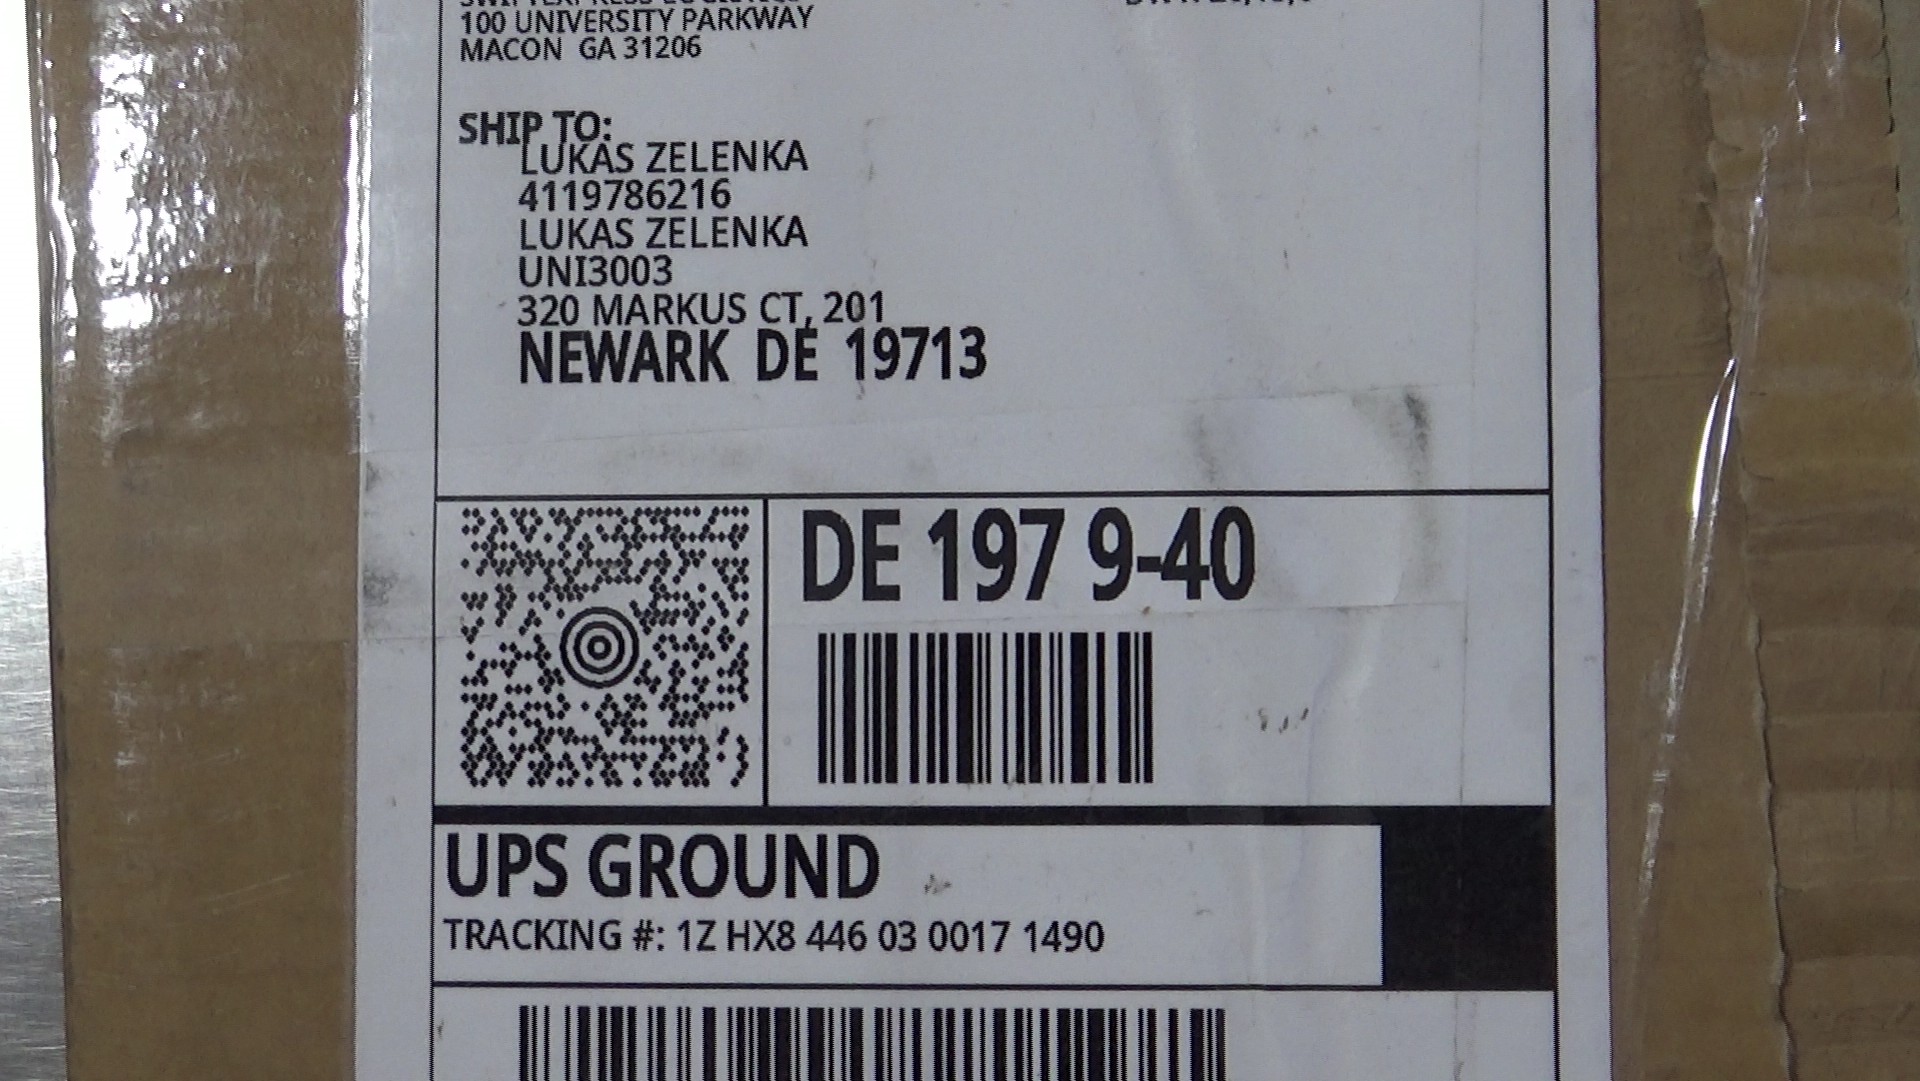 100 UNIVERSITY PARKWAY
MACON GA 31206
SHIP TO:
LUKAS ZELENKA
4119786216
LUKAS ZELENKA
UNI3003
320 MARKUS CT, 201
NEWARK DE 19713
DE 197 9-40
UPS GROUND
TRACKING #: 1Z HX8 446 03 0017 1490